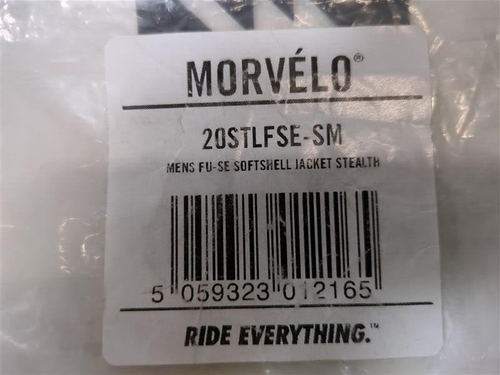 MORVÉLO®
20STLFSE-SM
MENS FU-SE SOFTSHELL JACKET STEALTH
5 059323 012165
RIDE EVERYTHING.™